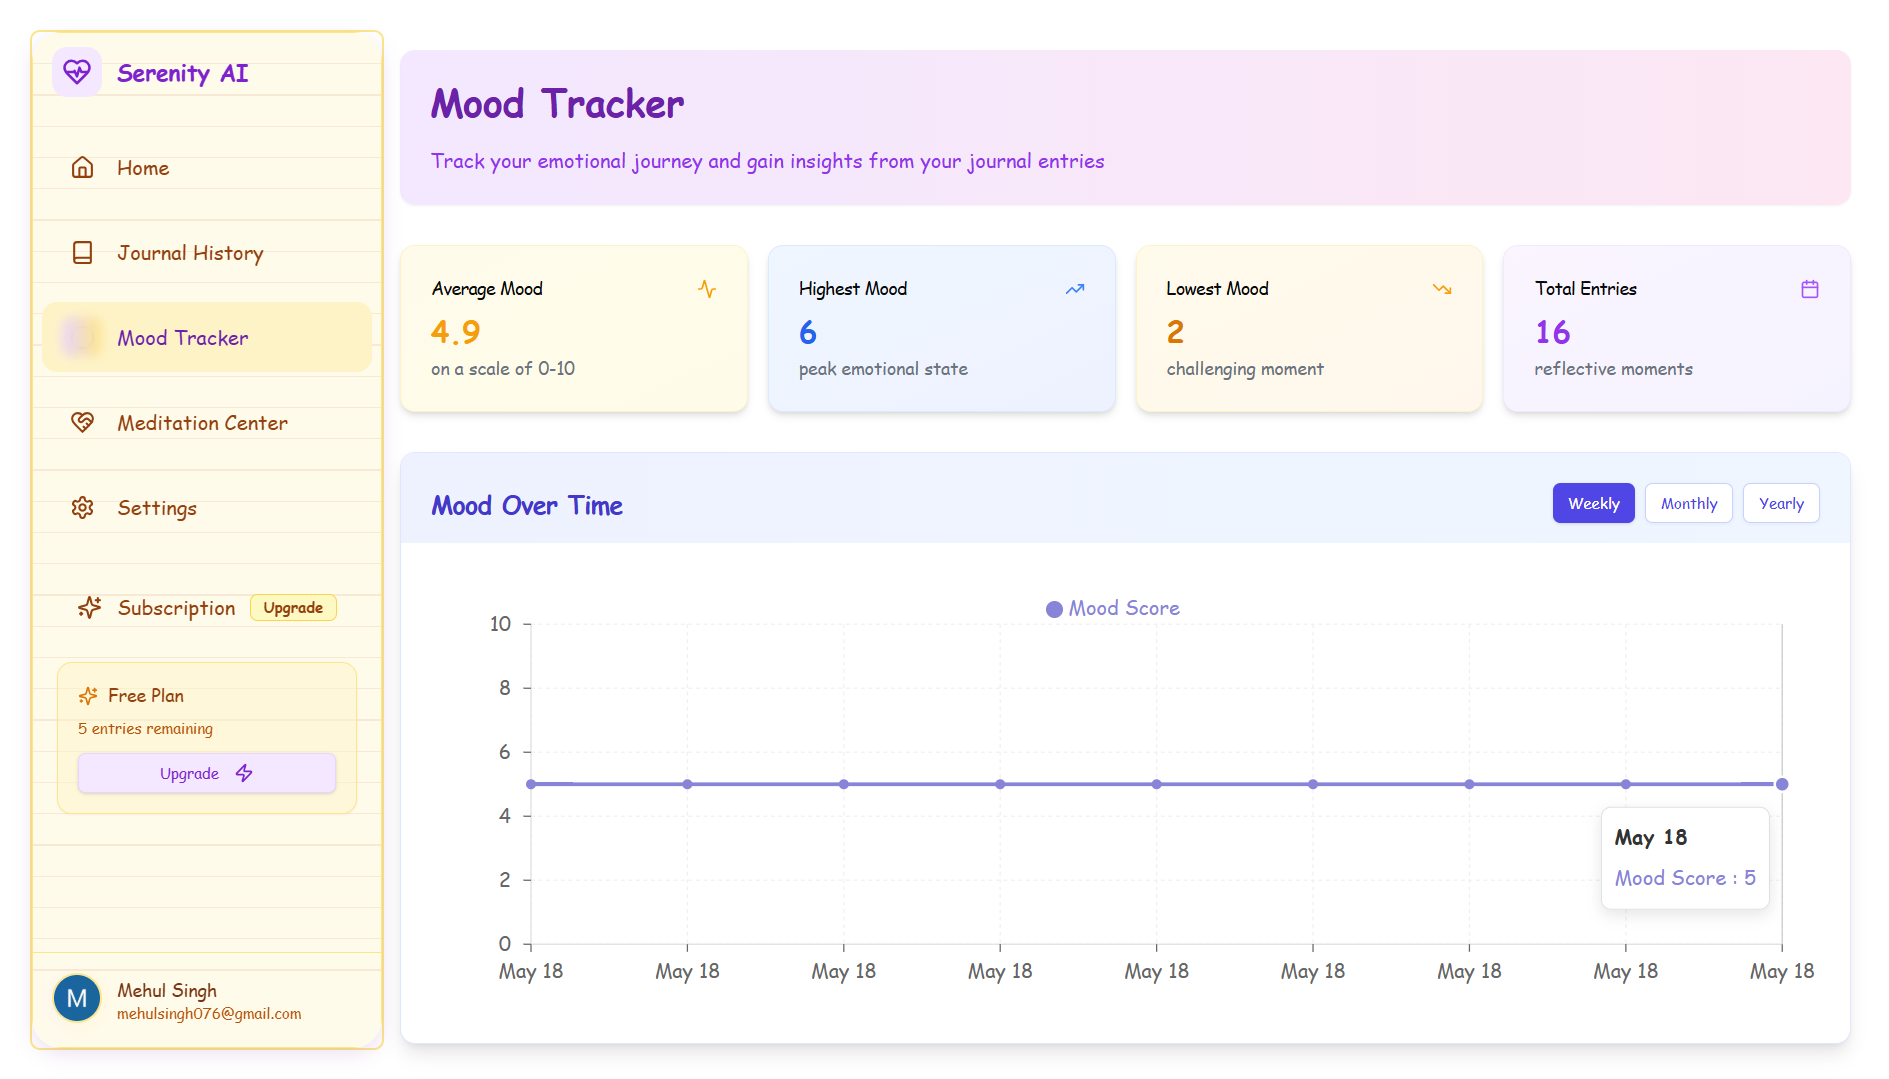 Serenity AI
Home
Journal History
Mood Tracker
Meditation Center
Settings
Subscription Upgrade
Free Plan
5 entries remaining
Upgrade
M
Mehul Singh
mehulsingh076@gmail.com
Mood Tracker
Track your emotional journey and gain insights from your journal entries
Average Mood
4.9
on a scale of 0-10
Highest Mood
6
peak emotional state
Lowest Mood
2
challenging moment
Total Entries
16
reflective moments
Mood Over Time
Weekly Monthly Yearly
Mood Score
10
8
6
4
2
0
May 18 May 18 May 18 May 18 May 18 May 18 May 18 May 18 May 18
May 18
Mood Score : 5